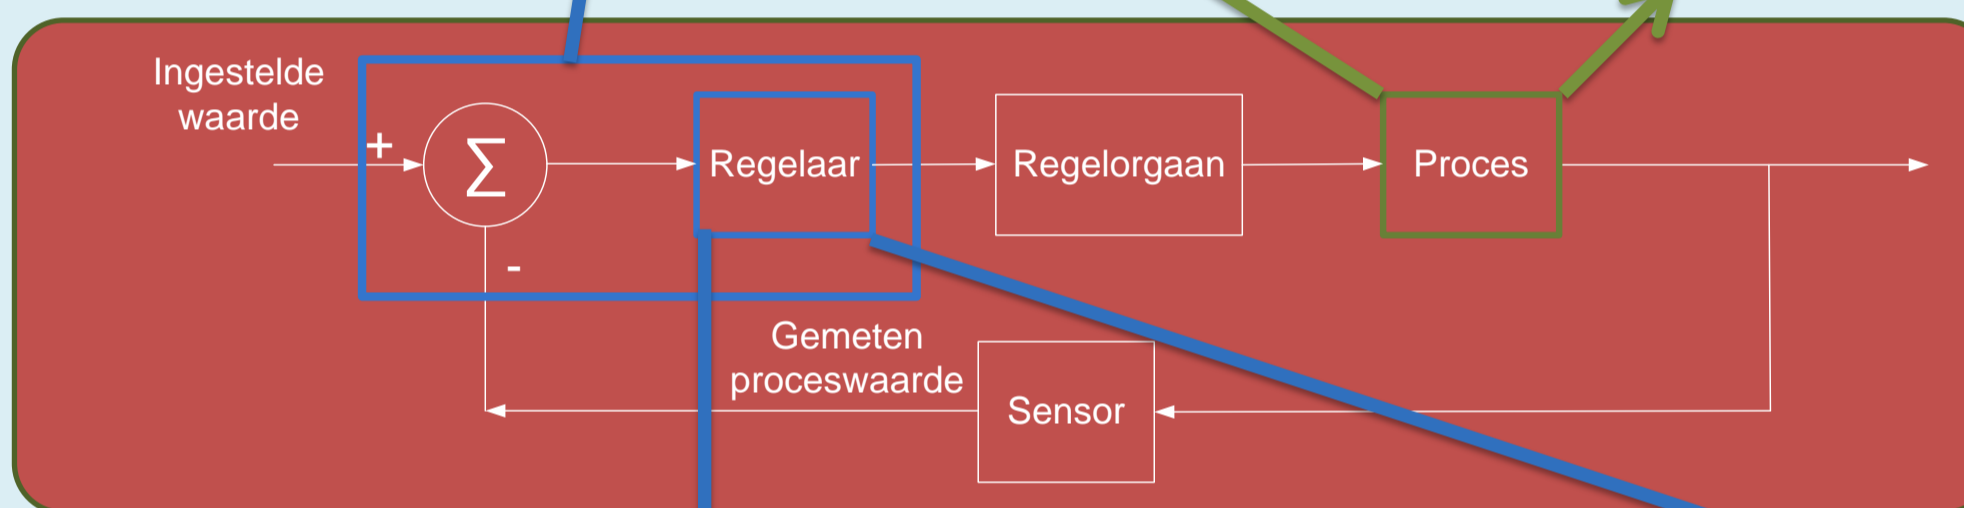 Ingestelde
waarde
+
∑
Regelaar
Regelorgaan
Proces
-
Gemeten
proceswaarde
Sensor